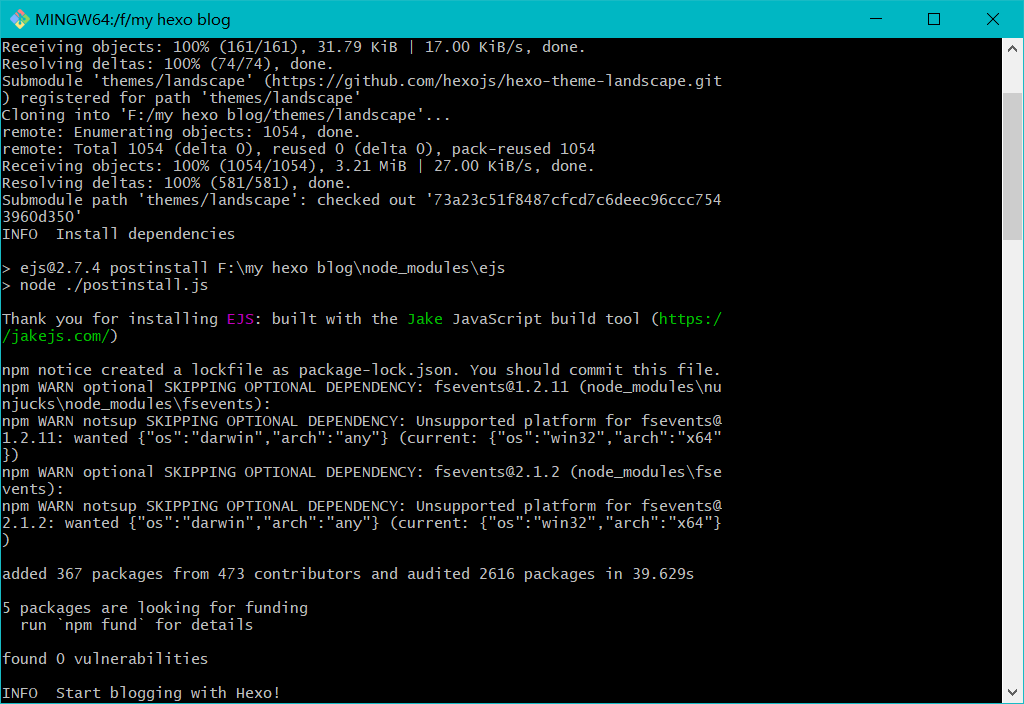 MINGW64:/f/my hexo blog
Receiving objects: 100% (161/161), 31.79 KiB | 17.00 KiB/s, done.
Resolving deltas: 100% (74/74), done.
Submodule 'themes/landscape' (https://github.com/hexojs/hexo-theme-landscape.git
) registered for path 'themes/landscape'
Cloning into 'F:/my hexo blog/themes/landscape'...
remote: Enumerating objects: 1054, done.
remote: Total 1054 (delta 0), reused 0 (delta 0), pack-reused 1054
Receiving objects: 100% (1054/1054), 3.21 MiB | 27.00 KiB/s, done.
Resolving deltas: 100% (581/581), done.
Submodule path 'themes/landscape': checked out '73a23c51f8487cfcd7c6deec96ccc754
3960d350'
INFO  Install dependencies

> ejs@2.7.4 postinstall F:\my hexo blog\node_modules\ejs
> node ./postinstall.js

Thank you for installing EJS: built with the Jake JavaScript build tool (https:/
/jakejs.com/)

npm notice created a lockfile as package-lock.json. You should commit this file.
npm WARN optional SKIPPING OPTIONAL DEPENDENCY: fsevents@1.2.11 (node_modules\nu
njucks\node_modules\fsevents):
npm WARN notsup SKIPPING OPTIONAL DEPENDENCY: Unsupported platform for fsevents@
1.2.11: wanted {"os":"darwin","arch":"any"} (current: {"os":"win32","arch":"x64"
})
npm WARN optional SKIPPING OPTIONAL DEPENDENCY: fsevents@2.1.2 (node_modules\fse
vents):
npm WARN notsup SKIPPING OPTIONAL DEPENDENCY: Unsupported platform for fsevents@
2.1.2: wanted {"os":"darwin","arch":"any"} (current: {"os":"win32","arch":"x64"}
)

added 367 packages from 473 contributors and audited 2616 packages in 39.629s

5 packages are looking for funding
  run `npm fund` for details

found 0 vulnerabilities

INFO  Start blogging with Hexo!